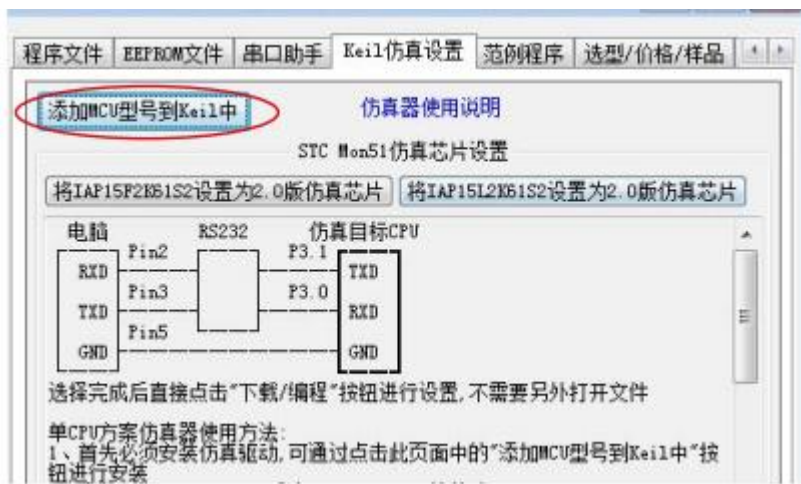 程序文件 EEPROM文件 串口助手 Keil仿真设置 范例程序 选型/价格/样品
添加MCU型号到Keil中 仿真器使用说明
STC Mon51仿真芯片设置
将IAP15F2K61S2设置为2.0版仿真芯片 将IAP15L2K61S2设置为2.0版仿真芯片
电脑 RS232 仿真目标CPU
Pin2 P3.1
RXD TXD
Pin3 P3.0
TXD RXD
Pin5
GND GND
选择完成后直接点击"下载/编程"按钮进行设置,不需要另外打开文件
单CPU方案仿真器使用方法:
1、首先必须安装仿真驱动,可通过点击此页面中的"添加MCU型号到Keil中"按
钮进行安装